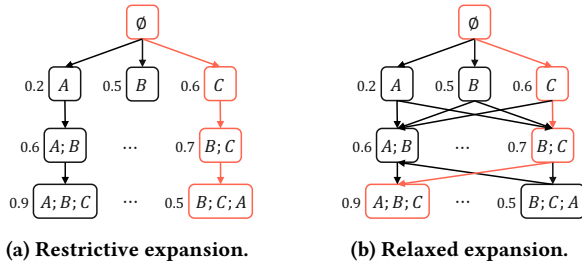 ∅ ∅
0.2 A 0.5 B 0.6 C 0.2 A 0.5 B 0.6 C
0.6 A; B ... 0.7 B; C 0.6 A; B ... 0.7 B; C
0.9 A; B; C ... 0.5 B; C; A 0.9 A; B; C ... 0.5 B; C; A
(a) Restrictive expansion. (b) Relaxed expansion.